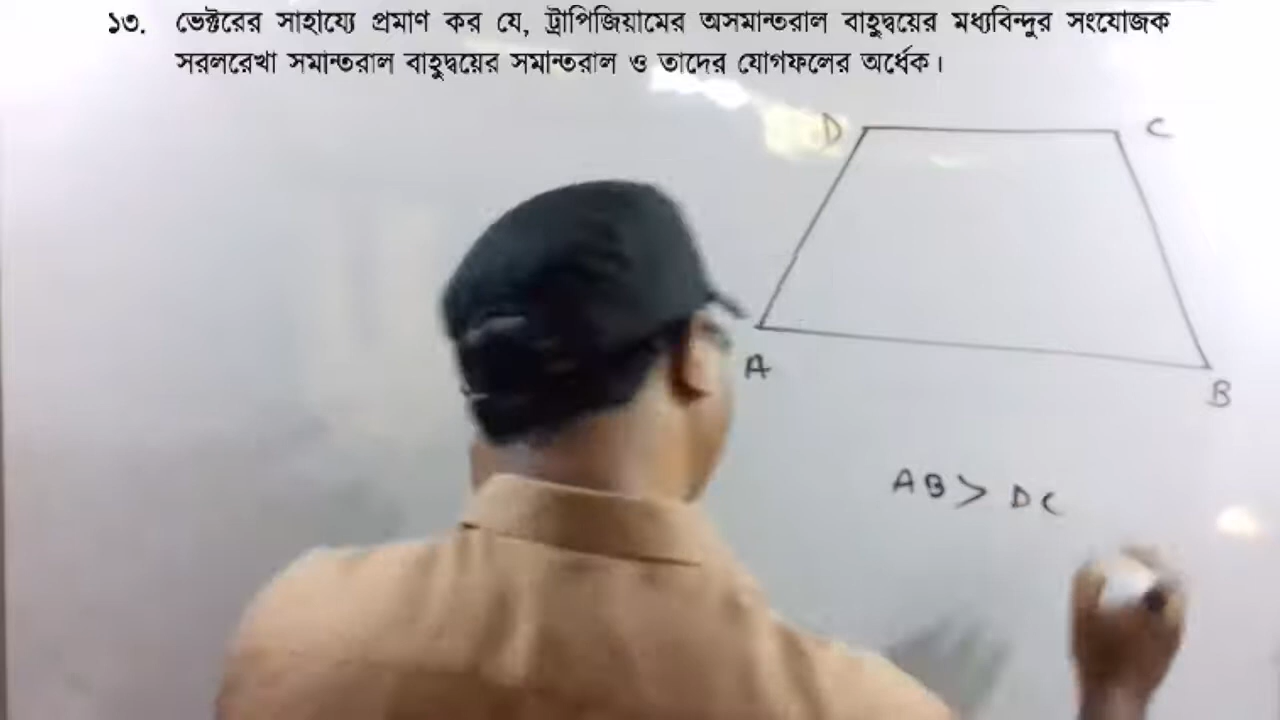 ১৩. ভেক্টরের সাহায্যে প্রমাণ কর যে, ট্রাপিজিয়ামের অসমান্তরাল বাহুদ্বয়ের মধ্যবিন্দুর সংযোজক
সরলরেখা সমান্তরাল বাহুদ্বয়ের সমান্তরাল ও তাদের যোগফলের অর্ধেক।
D C
A
B
AB > DC